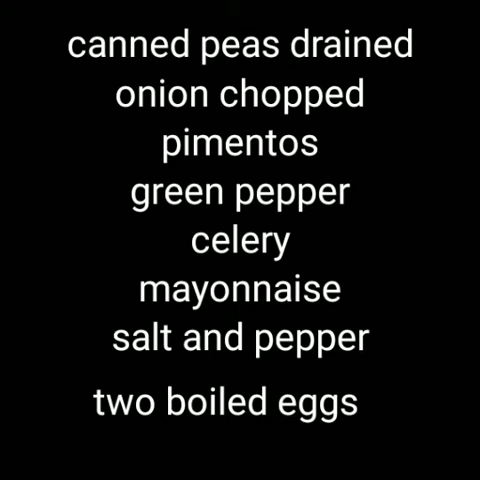 canned peas drained
onion chopped
pimentos
green pepper
celery
mayonnaise
salt and pepper
two boiled eggs